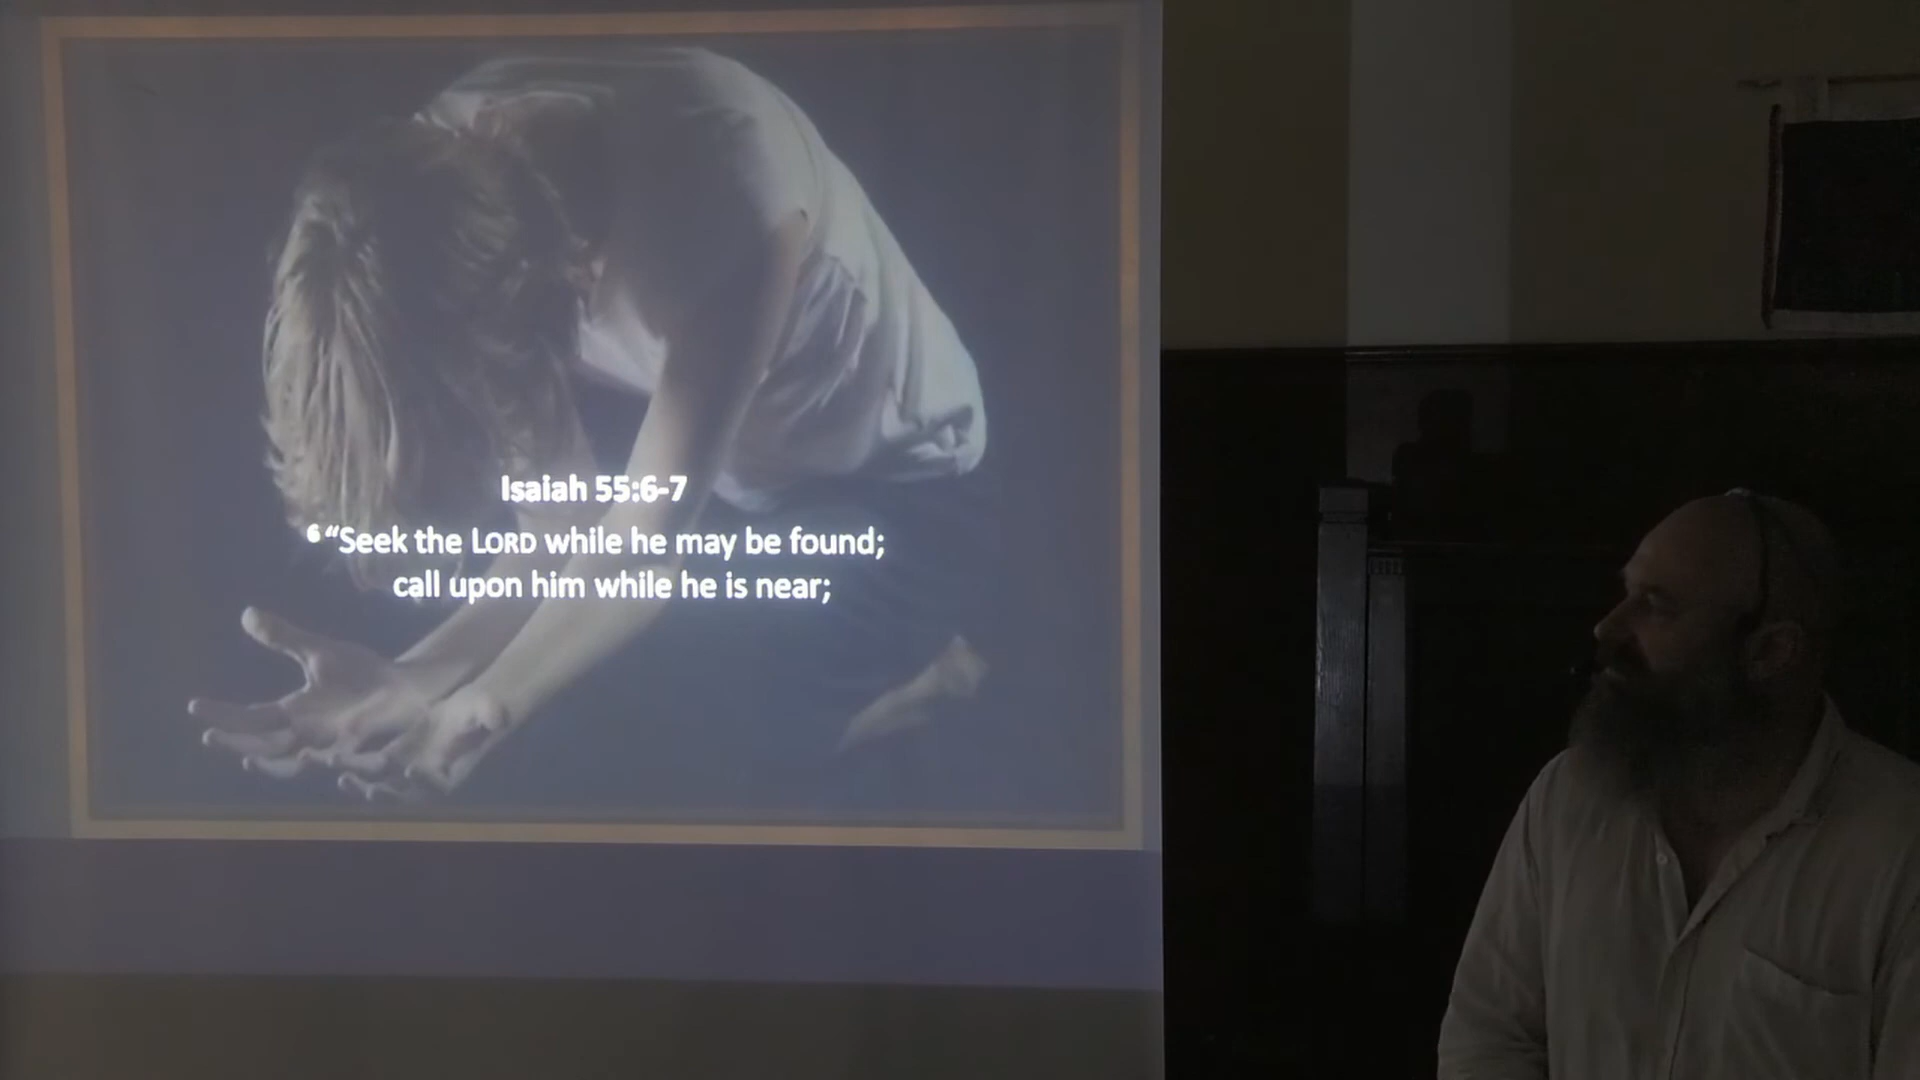 Isaiah 55:6-7
⁶ “Seek the LORD while he may be found;
call upon him while he is near;